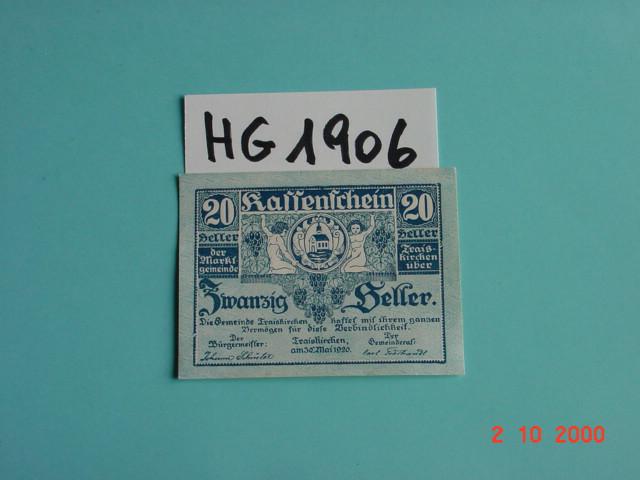 HG 1906
20 Kassenschein 20
Heller Heller
der Markt gemeinde
Trais- kirchen über
Zwanzig Heller.
Die Gemeinde Traiskirchen haftet mit ihrem ganzen
Vermögen für diese Verbindlichkeit.
Der Bürgermeister:
Traiskirchen, am 30. Mai 1920.
Der Gemeinderat:
Johann
2 10 2000